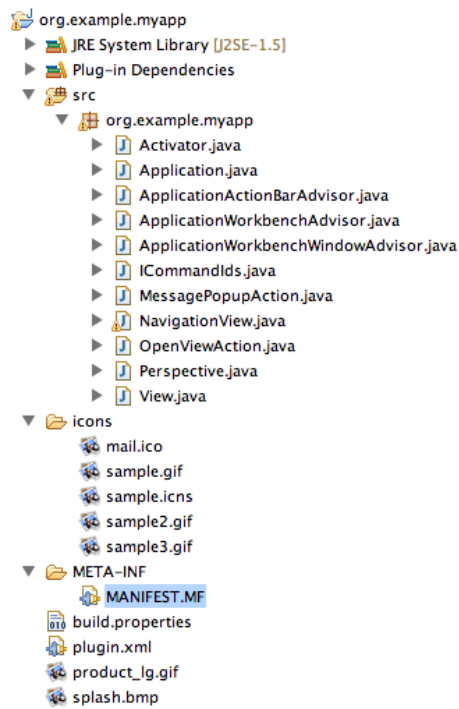 org.example.myapp
JRE System Library [J2SE-1.5]
Plug-in Dependencies
src
org.example.myapp
Activator.java
Application.java
ApplicationActionBarAdvisor.java
ApplicationWorkbenchAdvisor.java
ApplicationWorkbenchWindowAdvisor.java
ICommandIds.java
MessagePopupAction.java
NavigationView.java
OpenViewAction.java
Perspective.java
View.java
icons
mail.ico
sample.gif
sample.icns
sample2.gif
sample3.gif
META-INF
MANIFEST.MF
build.properties
plugin.xml
product_lg.gif
splash.bmp